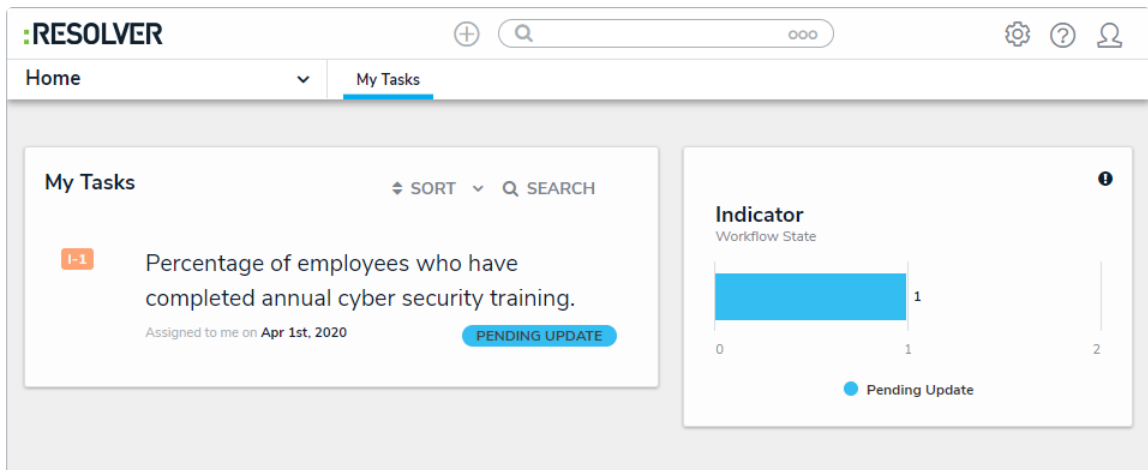 :RESOLVER
Home
My Tasks
My Tasks
SORT
SEARCH
I-1
Percentage of employees who have
completed annual cyber security training.
Assigned to me on Apr 1st, 2020
PENDING UPDATE
Indicator
Workflow State
1
0 1 2
Pending Update